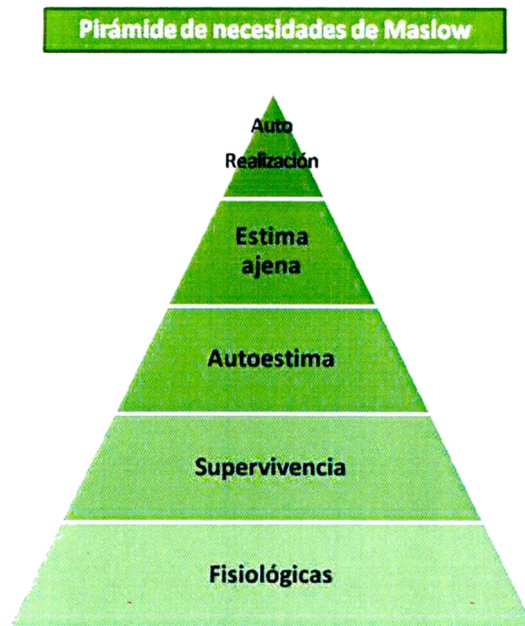 Pirámide de necesidades de Maslow
Auto
Realización
Estima
ajena
Autoestima
Supervivencia
Fisiológicas